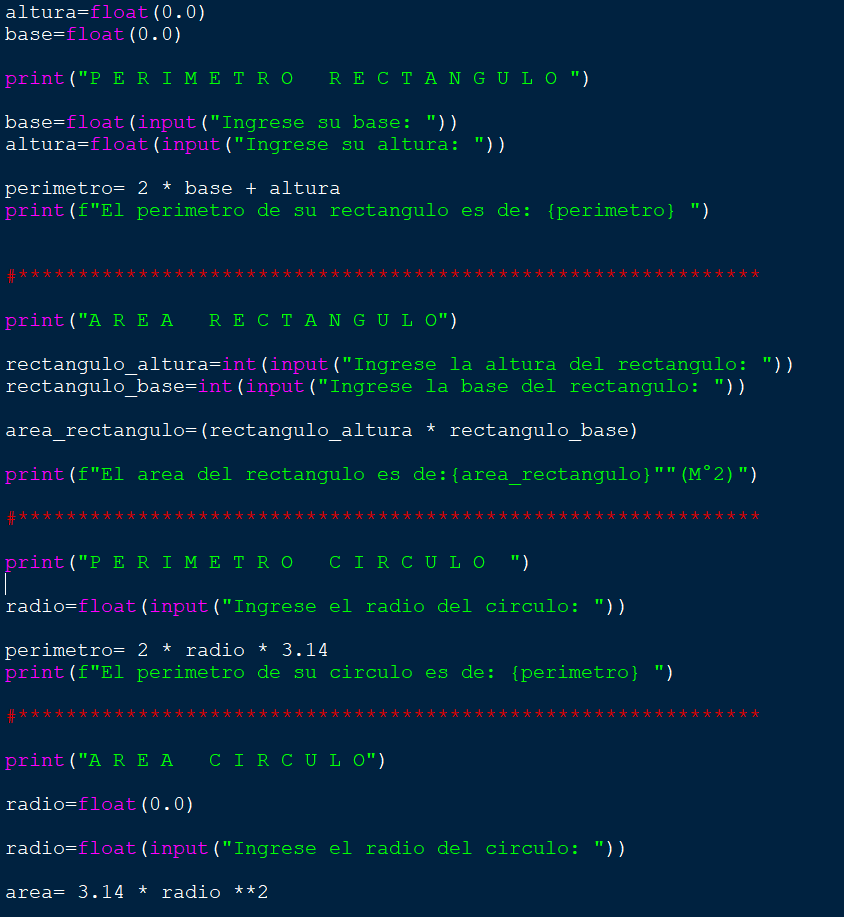 altura=float(0.0)
base=float(0.0)
print("P E R I M E T R O   R E C T A N G U L O ")
base=float(input("Ingrese su base: "))
altura=float(input("Ingrese su altura: "))
perimetro= 2 * base + altura
print(f"El perimetro de su rectangulo es de: {perimetro} ")
#**************************************************************
print("A R E A   R E C T A N G U L O")
rectangulo_altura=int(input("Ingrese la altura del rectangulo: "))
rectangulo_base=int(input("Ingrese la base del rectangulo: "))
area_rectangulo=(rectangulo_altura * rectangulo_base)
print(f"El area del rectangulo es de:{area_rectangulo}""(M°2)")
#**************************************************************
print("P E R I M E T R O   C I R C U L O  ")
radio=float(input("Ingrese el radio del circulo: "))
perimetro= 2 * radio * 3.14
print(f"El perimetro de su circulo es de: {perimetro} ")
#**************************************************************
print("A R E A   C I R C U L O")
radio=float(0.0)
radio=float(input("Ingrese el radio del circulo: "))
area= 3.14 * radio **2